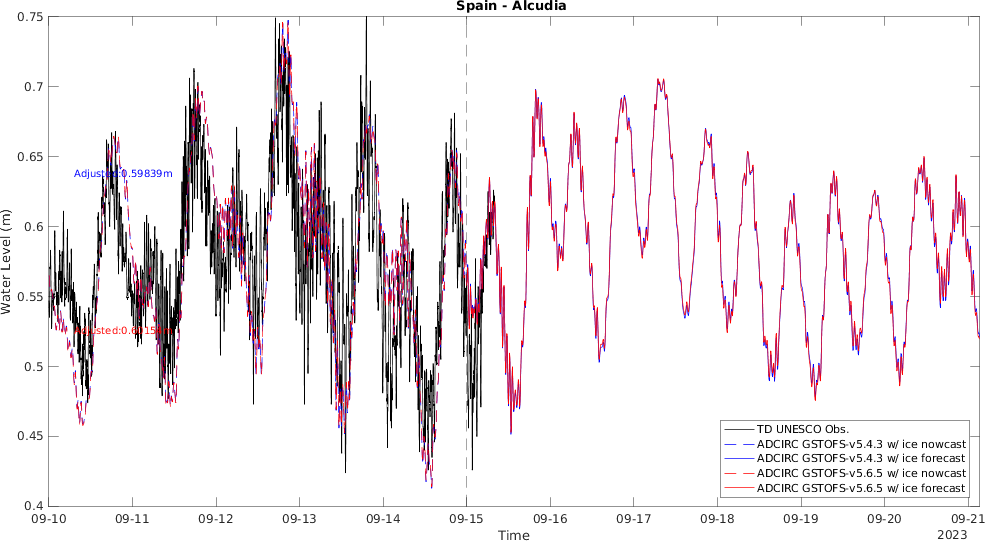 Spain - Alcudia
0.75
0.7
0.65
0.6
0.55
0.5
0.45
0.4
Water Level (m)
Adjusted:0.59839m
TD UNESCO Obs.
ADCIRC GSTOFS-v5.4.3 w/ ice nowcast
ADCIRC GSTOFS-v5.4.3 w/ ice forecast
ADCIRC GSTOFS-v5.6.5 w/ ice nowcast
ADCIRC GSTOFS-v5.6.5 w/ ice forecast
09-10 09-11 09-12 09-13 09-14 09-15 09-16 09-17 09-18 09-19 09-20 09-21
Time
2023